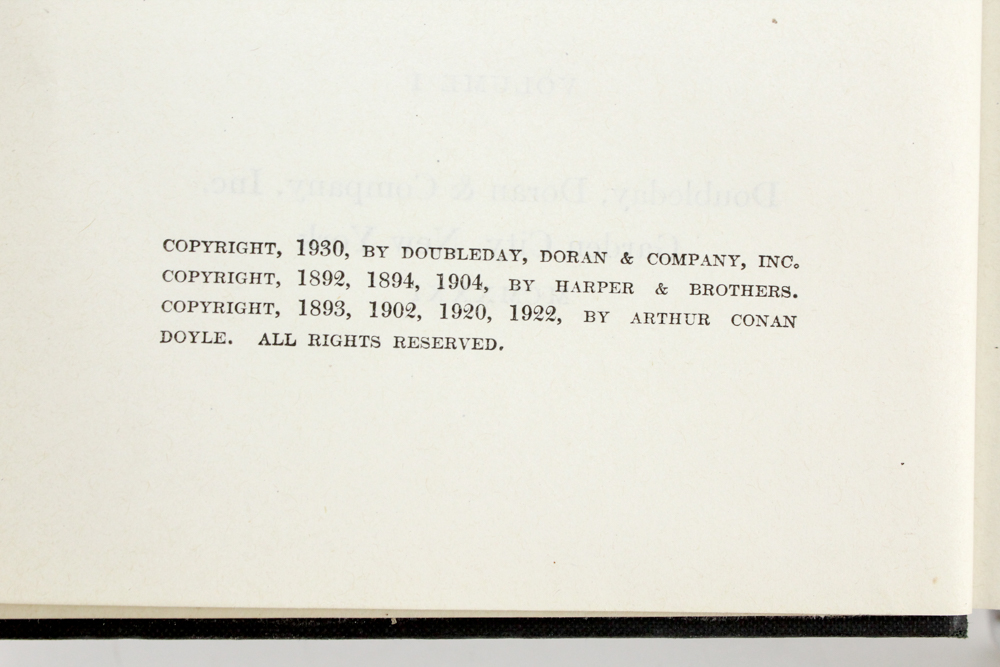 COPYRIGHT, 1930, BY DOUBLEDAY, DORAN & COMPANY, INC.
COPYRIGHT, 1892, 1894, 1904, BY HARPER & BROTHERS.
COPYRIGHT, 1893, 1902, 1920, 1922, BY ARTHUR CONAN
DOYLE. ALL RIGHTS RESERVED.